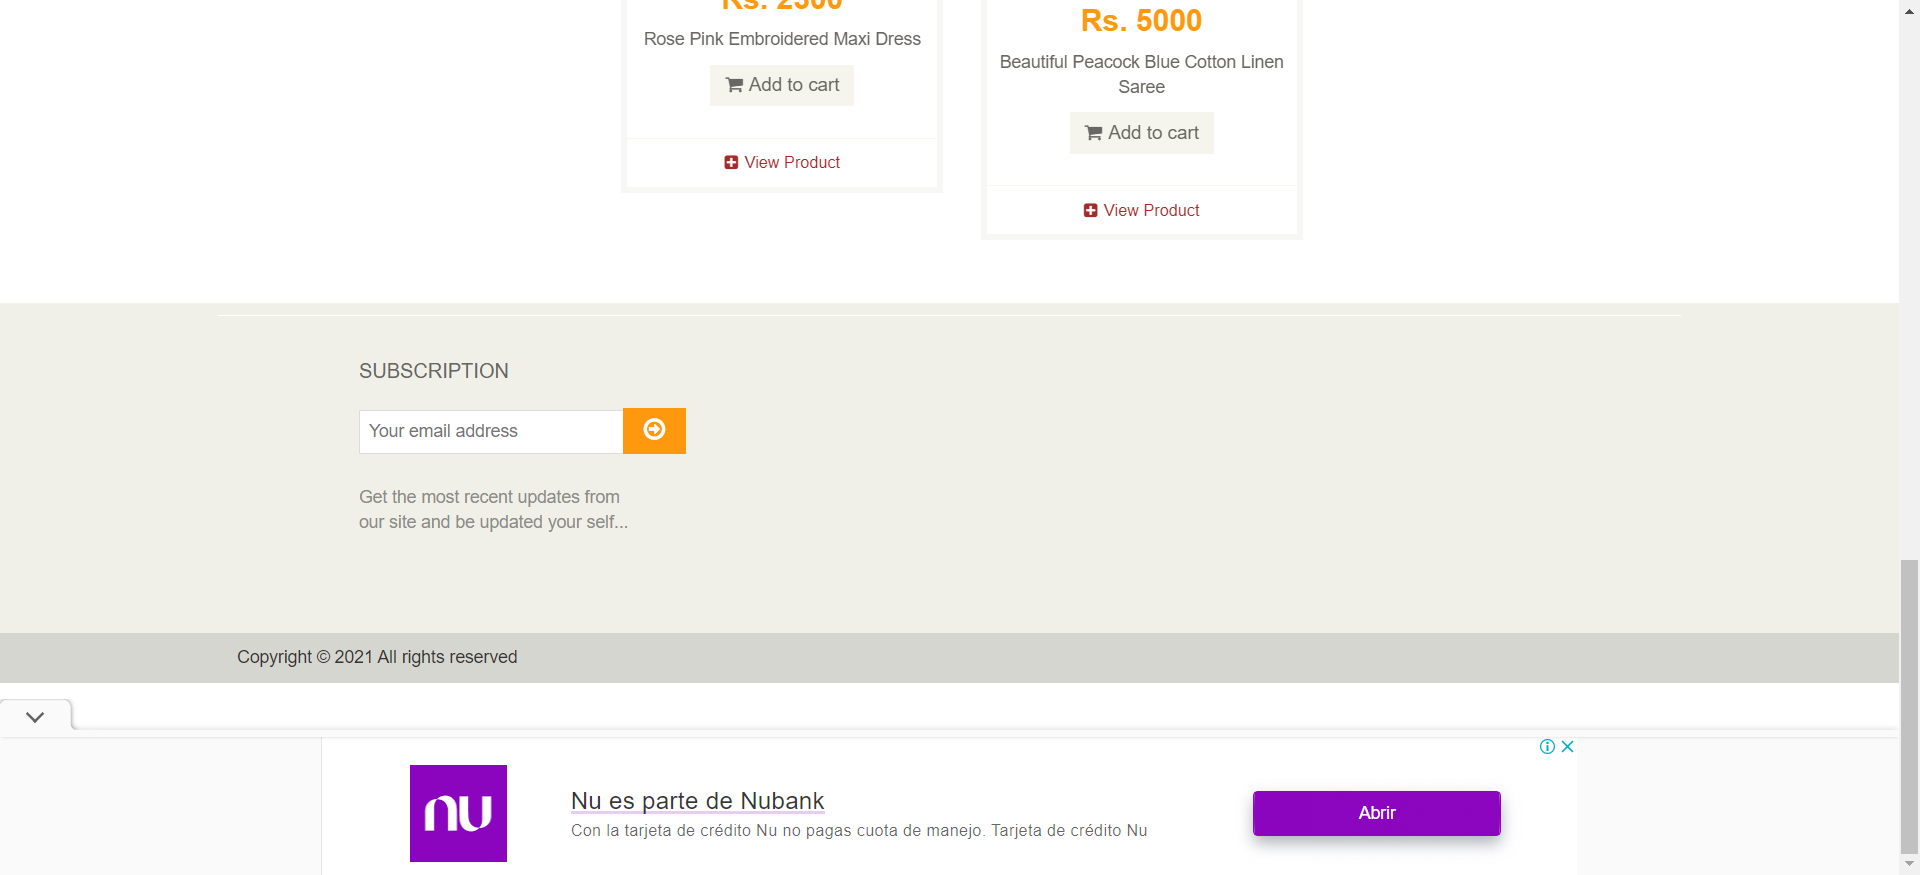 Rs. 2500
Rose Pink Embroidered Maxi Dress
Add to cart
View Product
Rs. 5000
Beautiful Peacock Blue Cotton Linen
Saree
Add to cart
View Product
SUBSCRIPTION
Your email address
Get the most recent updates from
our site and be updated your self...
Copyright © 2021 All rights reserved
nu
Nu es parte de Nubank
Con la tarjeta de crédito Nu no pagas cuota de manejo. Tarjeta de crédito Nu
Abrir